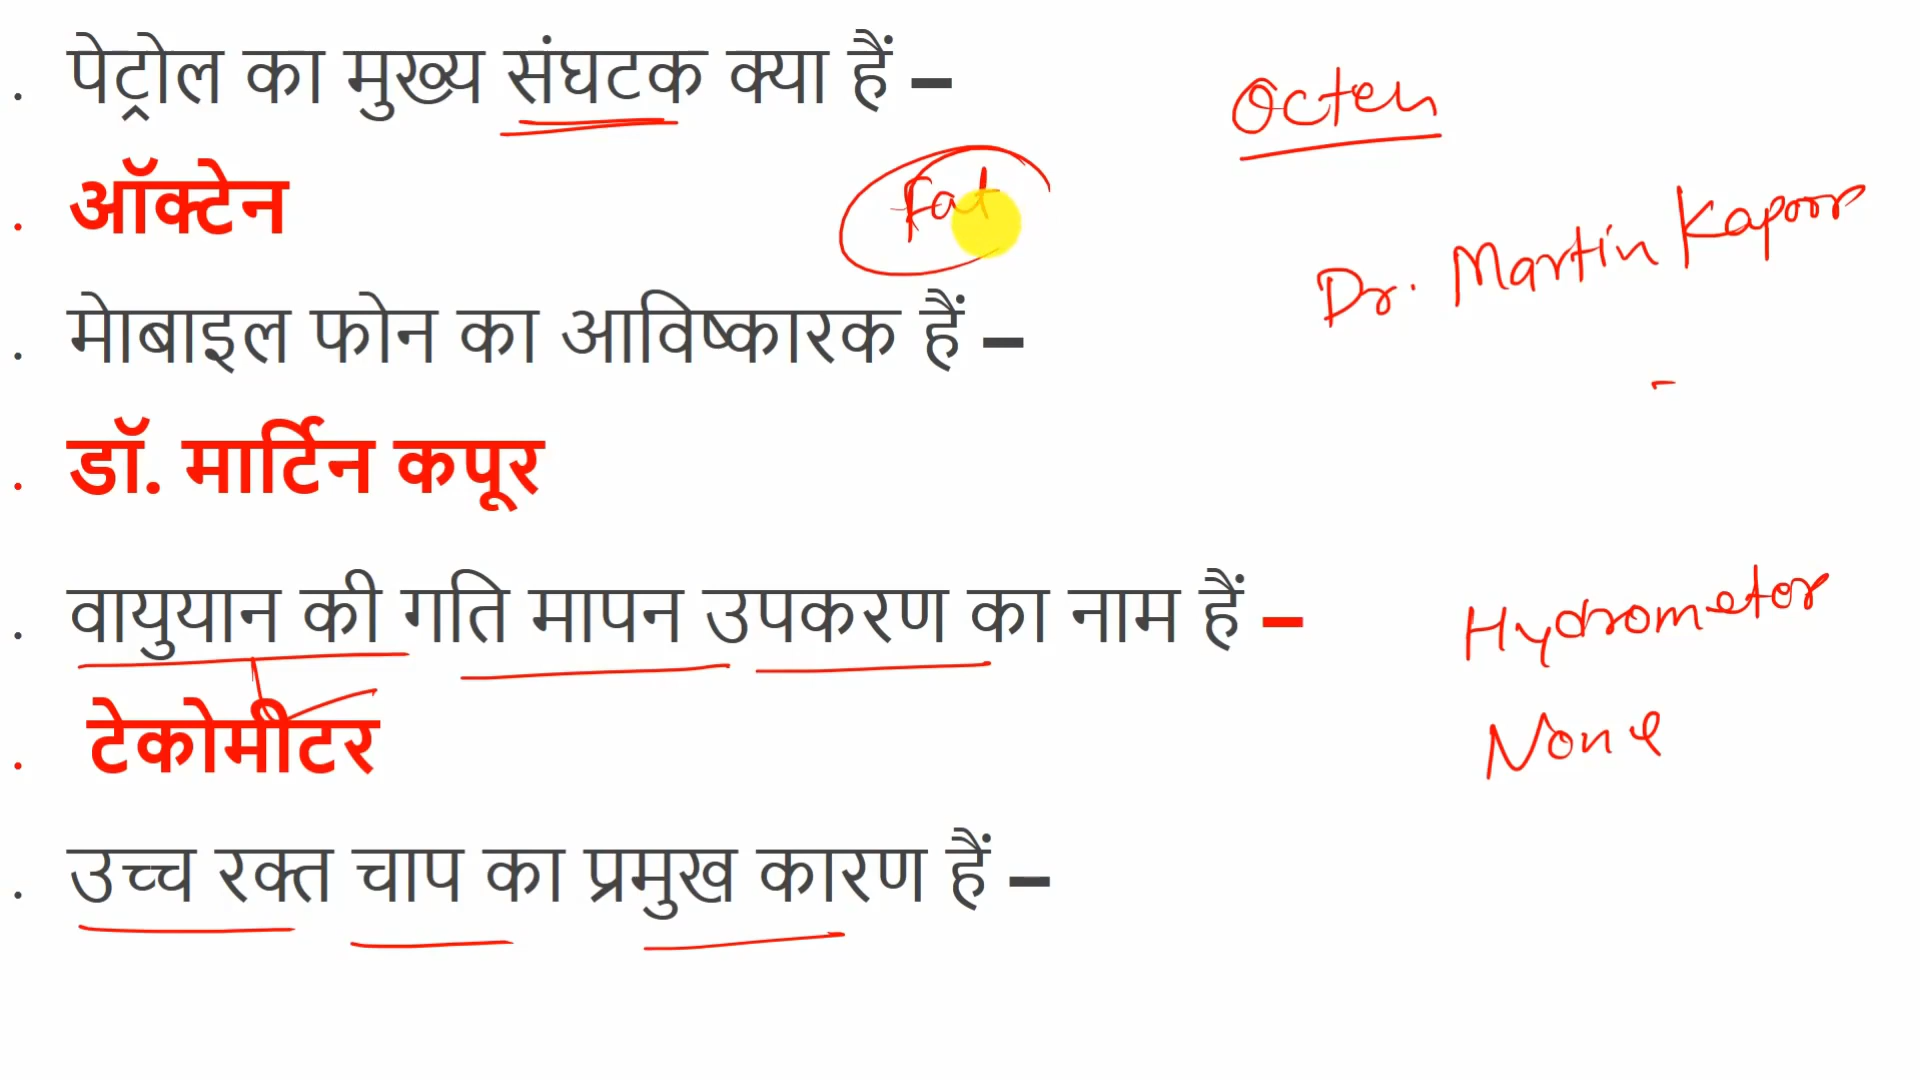 . पेट्रोल का मुख्य संघटक क्या हैं –
Octen
. ऑक्टेन
Fat
Dr. Martin Kapoor
. मेाबाइल फोन का आविष्कारक हैं –
. डॉ. मार्टिन कपूर
. वायुयान की गति मापन उपकरण का नाम हैं –
Hydrometor
. टेकोमीटर
None
. उच्च रक्त चाप का प्रमुख कारण हैं –